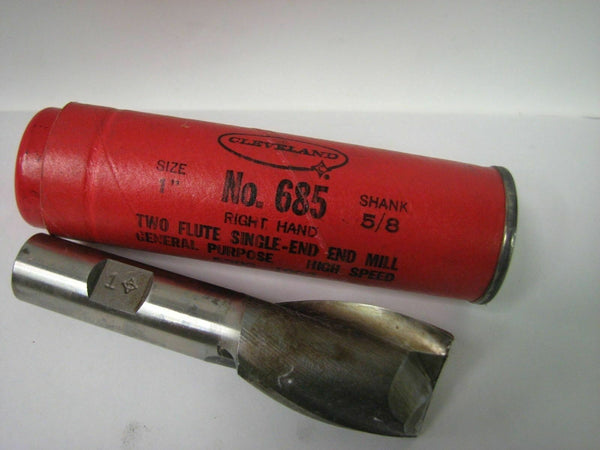 CLEVELAND
SIZE
1"
No. 685
SHANK
5/8
RIGHT HAND
TWO FLUTE SINGLE-END END MILL
GENERAL PURPOSE HIGH SPEED
1